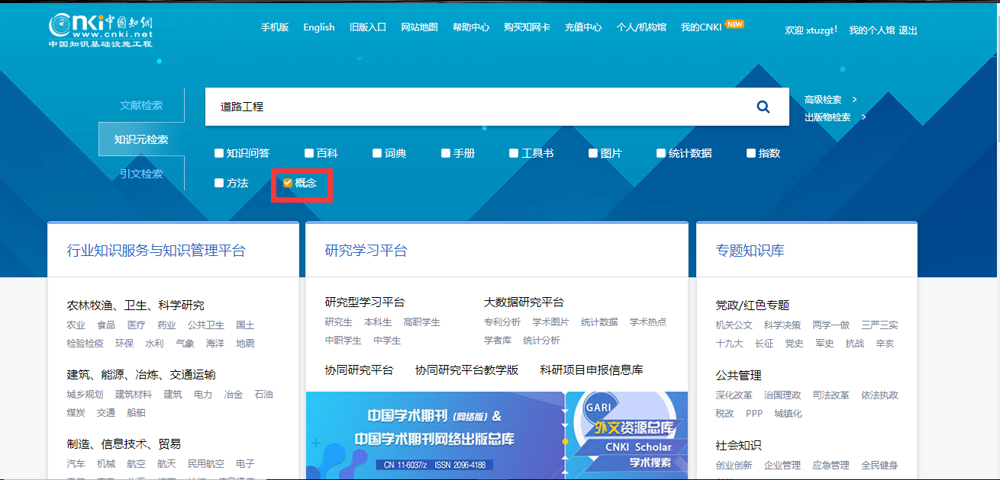 Cnki中国知网
www.cnki.net
中国知识基础设施工程
手机版 English 旧版入口 网站地图 帮助中心 购买知网卡 充值中心 个人/机构馆 我的CNKI NEW
欢迎 xtuzgt! 我的个人馆 退出
文献检索
知识元检索
引文检索
道路工程
高级检索 >
出版物检索 >
知识问答 百科 词典 手册 工具书 图片 统计数据 指数
方法 概念
行业知识服务与知识管理平台
农林牧渔、卫生、科学研究
农业 食品 医疗 药业 公共卫生 国土
检验检疫 环保 水利 气象 海洋 地震
建筑、能源、冶炼、交通运输
城乡规划 建筑材料 建筑 电力 冶金 石油
煤炭 交通 船舶
制造、信息技术、贸易
汽车 机械 航空 航天 民用航空 电子
研究学习平台
研究型学习平台
研究生 本科生 高职学生
中职学生 中学生
大数据研究平台
专利分析 学术图片 统计数据 学术热点
学者库 统计分析
协同研究平台 协同研究平台教学版 科研项目申报信息库
中国学术期刊(网络版)&
中国学术期刊网络出版总库
CN 11-6037/z ISSN 2096-4188
GARI
外文资源总库
CNKI Scholar
学术搜索
专题知识库
党政/红色专题
机关公文 科学决策 两学一做 三严三实
十九大 长征 党史 军史 抗战 辛亥
公共管理
深化改革 治国理政 司法改革 依法执政
税改 PPP 城镇化
社会知识
创业创新 企业管理 应急管理 全民健身